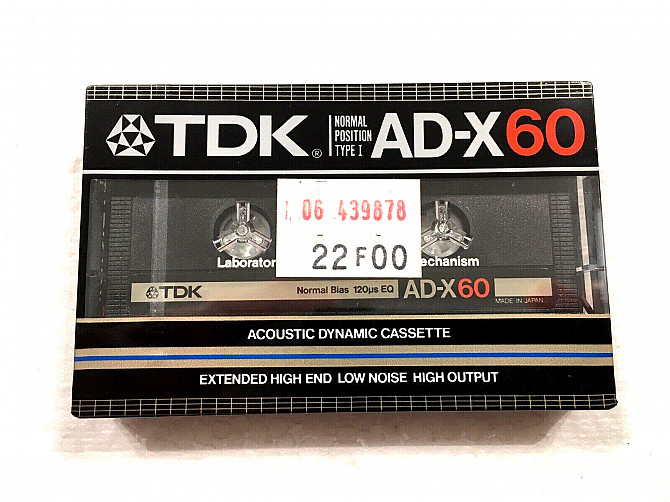 TDK® NORMAL POSITION TYPE I AD-X60
1.06 439878
22F00
Laborator
echanism
TDK Normal Bias 120µs EQ AD-X60
MADE IN JAPAN
ACOUSTIC DYNAMIC CASSETTE
EXTENDED HIGH END LOW NOISE HIGH OUTPUT